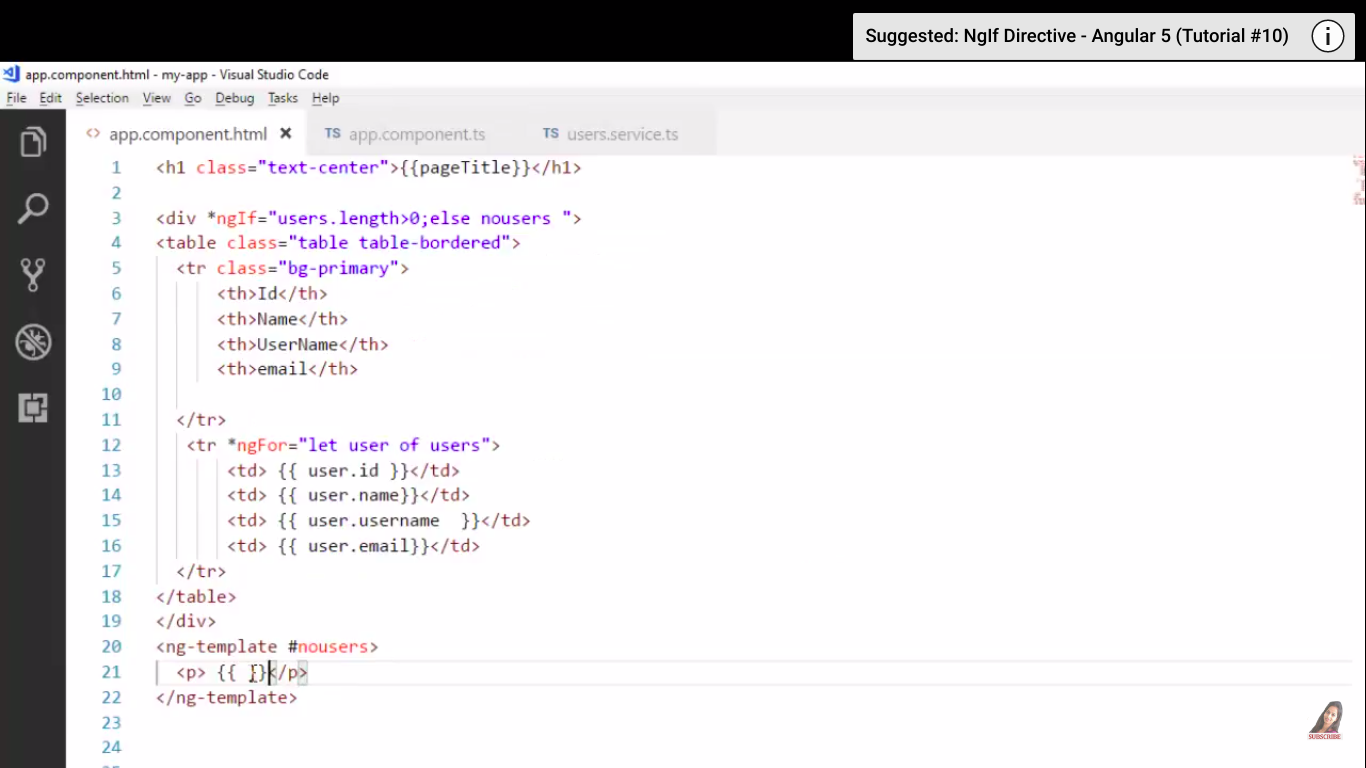 Suggested: NgIf Directive - Angular 5 (Tutorial #10)
app.component.html - my-app - Visual Studio Code
File Edit Selection View Go Debug Tasks Help
<> app.component.html × TS app.component.ts TS users.service.ts
1 <h1 class="text-center">{{pageTitle}}</h1>
2
3 <div *ngIf="users.length>0;else nousers ">
4 <table class="table table-bordered">
5 <tr class="bg-primary">
6 <th>Id</th>
7 <th>Name</th>
8 <th>UserName</th>
9 <th>email</th>
10
11 </tr>
12 <tr *ngFor="let user of users">
13 <td> {{ user.id }}</td>
14 <td> {{ user.name}}</td>
15 <td> {{ user.username  }}</td>
16 <td> {{ user.email}}</td>
17 </tr>
18 </table>
19 </div>
20 <ng-template #nousers>
21 <p> {{ }}</p>
22 </ng-template>
23
24
SUBSCRIBE